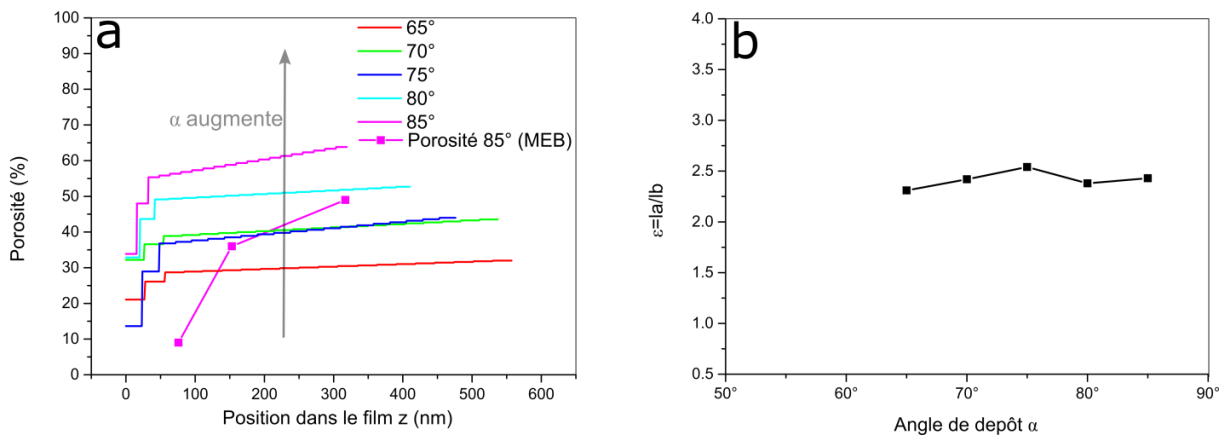 a
100
90
80
70
60
50
40
30
20
10
0
Porosité (%)
65°
70°
75°
80°
85°
Porosité 85° (MEB)
α augmente
0 100 200 300 400 500 600
Position dans le film z (nm)
b
4.0
3.5
3.0
2.5
2.0
1.5
1.0
0.5
ε=la/lb
50° 60° 70° 80° 90°
Angle de depôt α